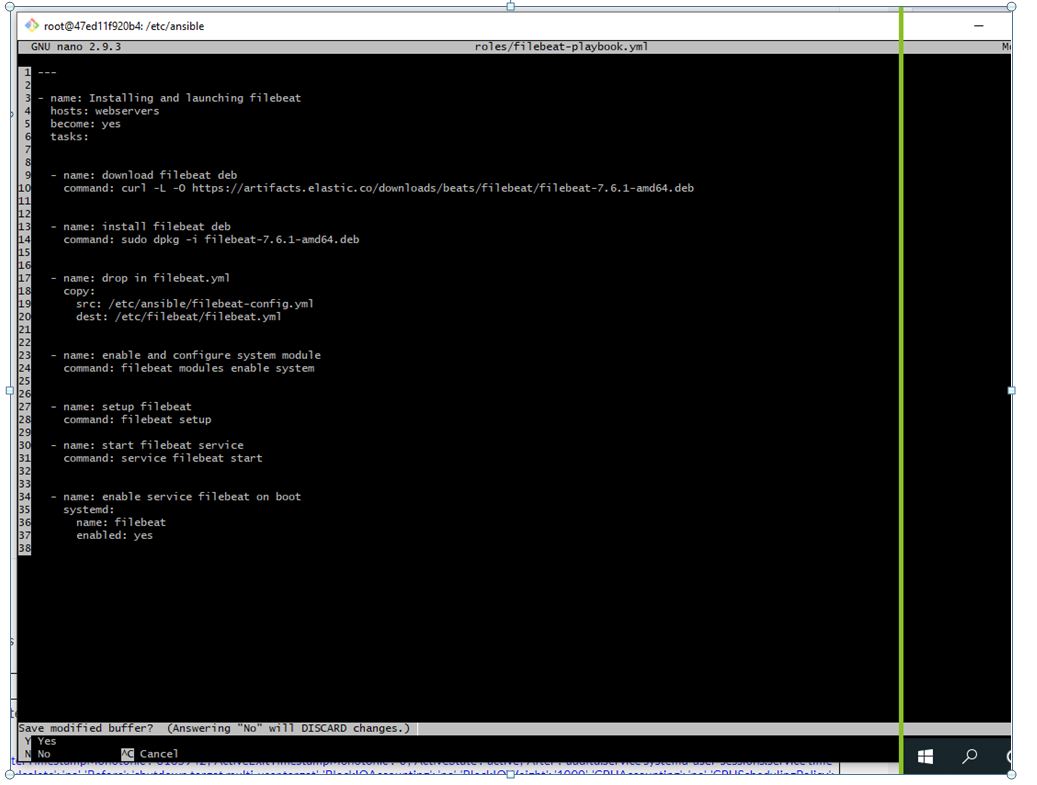 root@47ed11f920b4: /etc/ansible
GNU nano 2.9.3 roles/filebeat-playbook.yml
1 ---
2
3 - name: Installing and launching filebeat
4 hosts: webservers
5 become: yes
6 tasks:
7
8
9 - name: download filebeat deb
10 command: curl -L -O https://artifacts.elastic.co/downloads/beats/filebeat/filebeat-7.6.1-amd64.deb
11
12
13 - name: install filebeat deb
14 command: sudo dpkg -i filebeat-7.6.1-amd64.deb
15
16
17 - name: drop in filebeat.yml
18 copy:
19 src: /etc/ansible/filebeat-config.yml
20 dest: /etc/filebeat/filebeat.yml
21
22
23 - name: enable and configure system module
24 command: filebeat modules enable system
25
26
27 - name: setup filebeat
28 command: filebeat setup
29
30 - name: start filebeat service
31 command: service filebeat start
32
33
34 - name: enable service filebeat on boot
35 systemd:
36 name: filebeat
37 enabled: yes
38
Save modified buffer? (Answering "No" will DISCARD changes.)
Y Yes
N No ^C Cancel